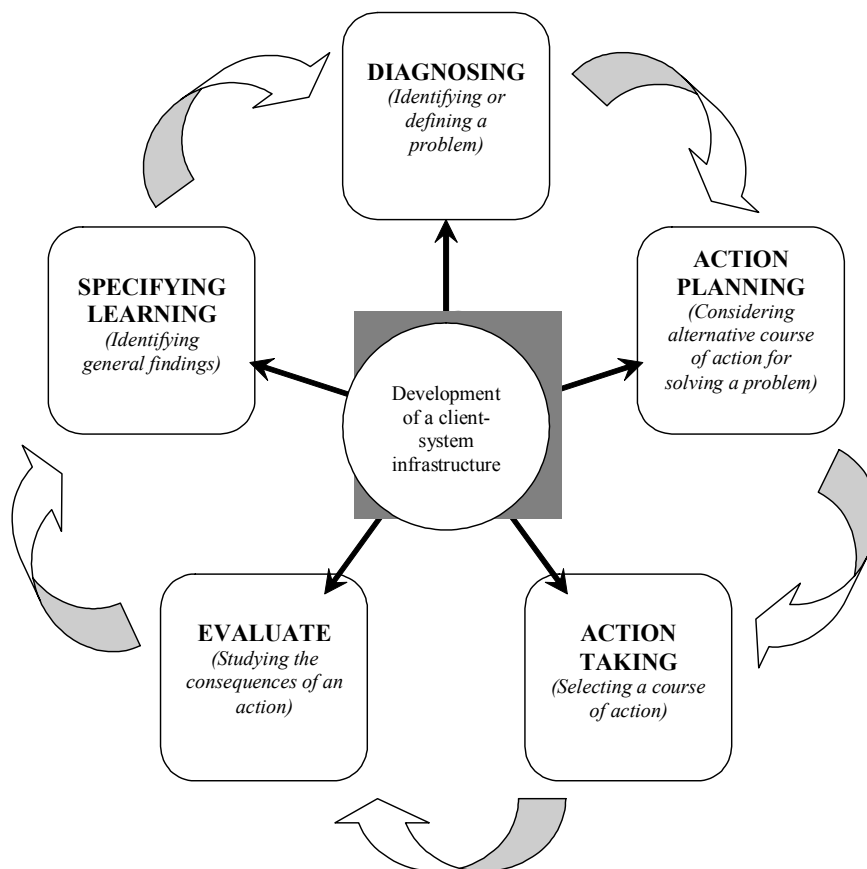 DIAGNOSING
(Identifying or
defining a
problem)
ACTION
PLANNING
(Considering
alternative course
of action for
solving a problem)
ACTION
TAKING
(Selecting a course
of action)
EVALUATE
(Studying the
consequences of an
action)
SPECIFYING
LEARNING
(Identifying
general findings)
Development
of a client-
system
infrastructure